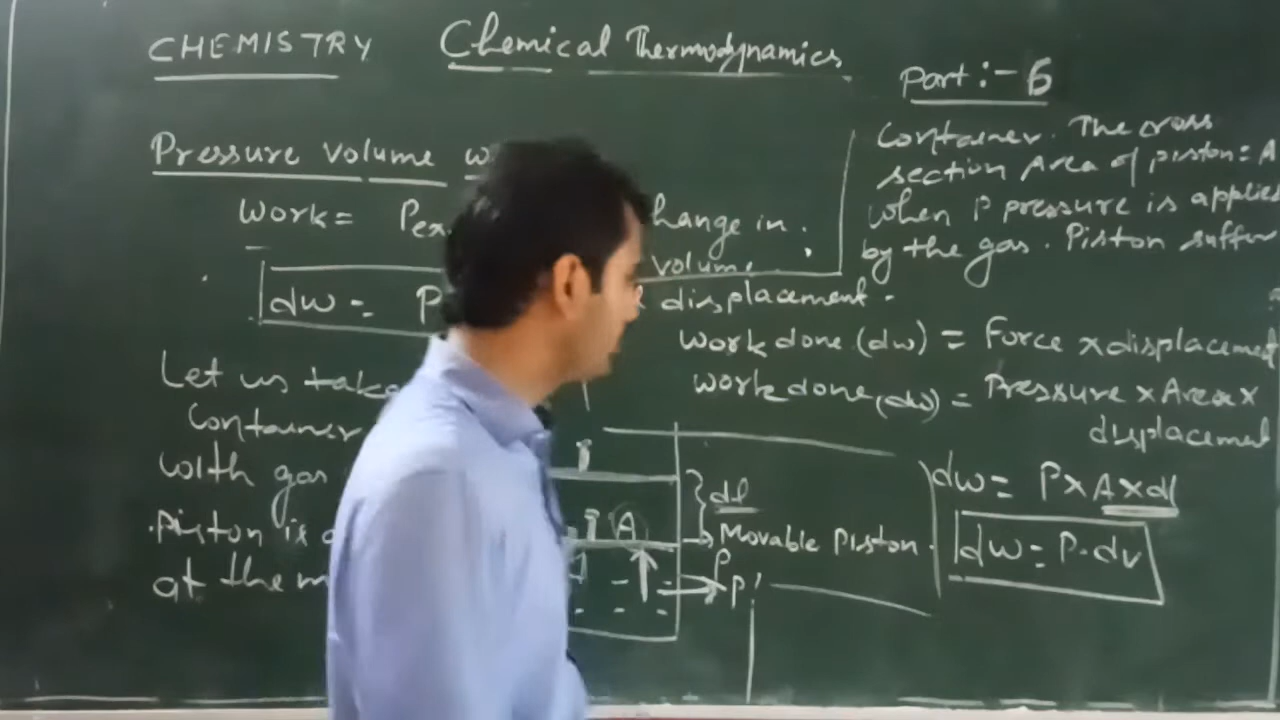 CHEMISTRY Chemical Thermodynamics
Part:-6
Pressure volume
Work = Pex
hange in
volume.
dw = P
Let us take
Container
with gas
Piston is
at the m
Container. The cross
section Area of piston = A
when P pressure is applied
by the gas. Piston suffer
displacement.
work done (dw) = Force x displacement
work done (dw) = Pressure x Area x
displacement
dw = P x A x dl
dw = P. dv
dl
A
Movable Piston.
P
P'